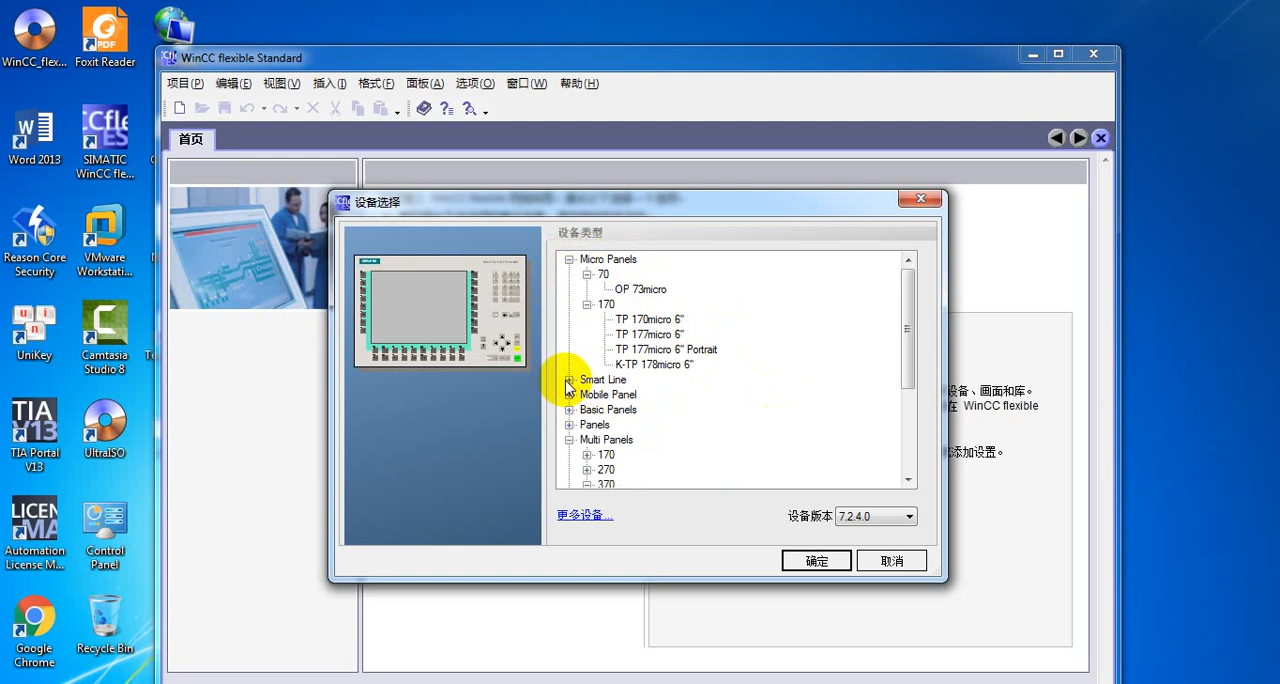 WinCC_flex...
Foxit Reader
Word 2013
SIMATIC
WinCC fle...
Reason Core
Security
VMware
Workstati...
UniKey
Camtasia
Studio 8
TIA
V13
TIA Portal
V13
UltraISO
LICEN
MA
Automation
License M...
Control
Panel
Google
Chrome
Recycle Bin
WinCC flexible Standard
项目(P) 编辑(E) 视图(V) 插入(I) 格式(F) 面板(A) 选项(O) 窗口(W) 帮助(H)
首页
设备选择
设备类型
Micro Panels
70
OP 73micro
170
TP 170micro 6"
TP 177micro 6"
TP 177micro 6" Portrait
K-TP 178micro 6"
Smart Line
Mobile Panel
Basic Panels
Panels
Multi Panels
170
270
370
更多设备...
设备版本 7.2.4.0
确定 取消
设备、画面和库。
在 WinCC flexible
添加设置。